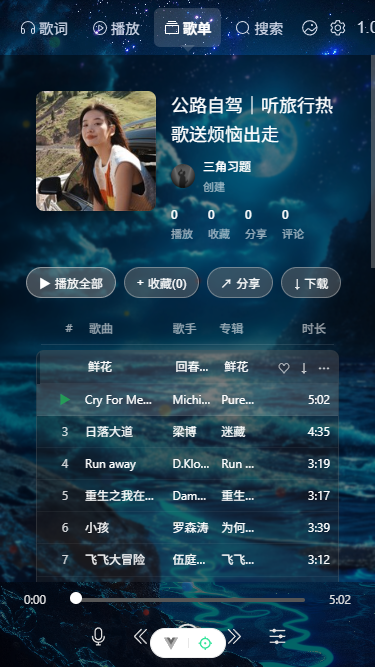 歌词 播放 歌单 搜索 1.0
公路自驾｜听旅行热
歌送烦恼出走
三角习题
创建
0 0 0 0
播放 收藏 分享 评论
播放全部 + 收藏(0) 分享 下载
# 歌曲 歌手 专辑 时长
鲜花 回春... 鲜花
Cry For Me... Michi... Pure... 5:02
3 日落大道 梁博 迷藏 4:35
4 Run away D.Klo... Run ... 3:19
5 重生之我在... Dam... 重生... 3:17
6 小孩 罗森涛 为何... 3:39
7 飞飞大冒险 伍庭... 飞飞... 3:12
0:00 5:02